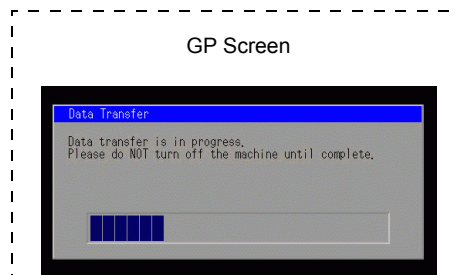 GP Screen
Data Transfer
Data transfer is in progress.
Please do NOT turn off the machine until complete.